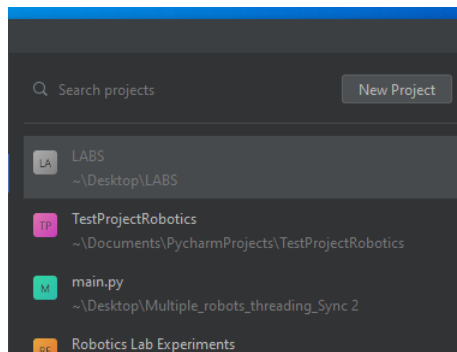 Search projects
New Project
LA
LABS
~\Desktop\LABS
TP
TestProjectRobotics
~\Documents\PycharmProjects\TestProjectRobotics
M
main.py
~\Desktop\Multiple_robots_threading_Sync 2
RE
Robotics Lab Experiments